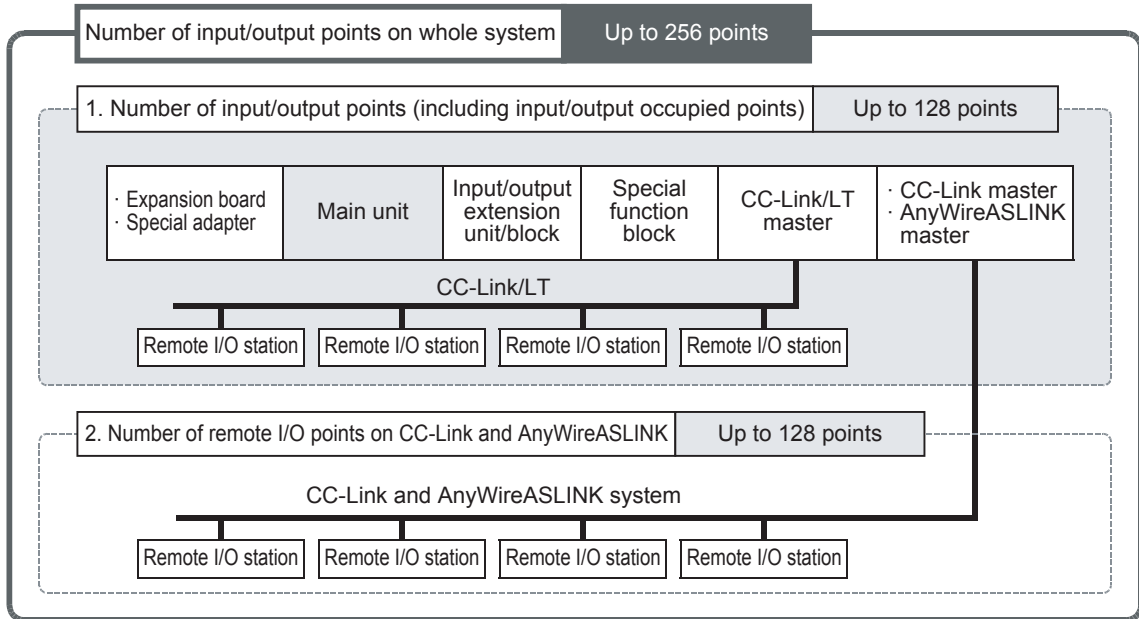 Number of input/output points on whole system Up to 256 points
1. Number of input/output points (including input/output occupied points) Up to 128 points
· Expansion board
· Special adapter
Main unit
Input/output
extension
unit/block
Special
function
block
CC-Link/LT
master
· CC-Link master
· AnyWireASLINK
master
CC-Link/LT
Remote I/O station Remote I/O station Remote I/O station Remote I/O station
2. Number of remote I/O points on CC-Link and AnyWireASLINK Up to 128 points
CC-Link and AnyWireASLINK system
Remote I/O station Remote I/O station Remote I/O station Remote I/O station